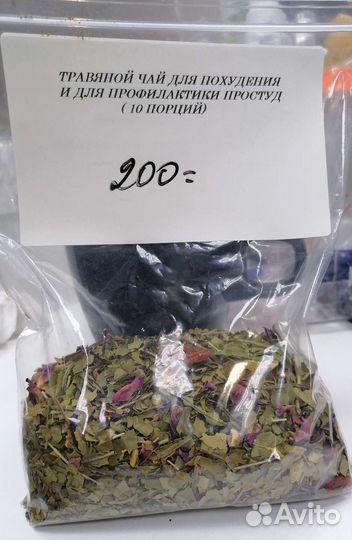 ТРАВЯНОЙ ЧАЙ ДЛЯ ПОХУДЕНИЯ
И ДЛЯ ПРОФИЛАКТИКИ ПРОСТУД
( 10 ПОРЦИЙ)
200=
Avito